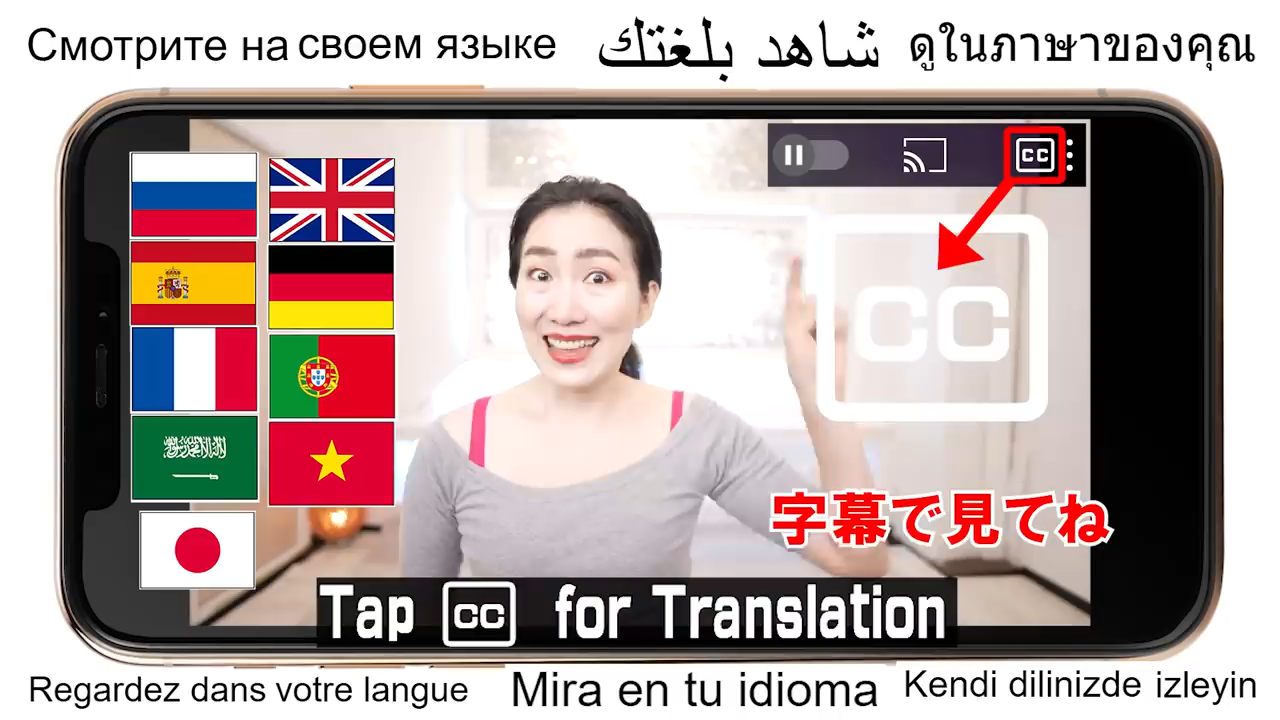 Смотрите на своем языке
شاهد بلغتك
ดูในภาษาของคุณ
CC
CC
字幕で見てね
Tap CC for Translation
Regardez dans votre langue
Mira en tu idioma
Kendi dilinizde izleyin